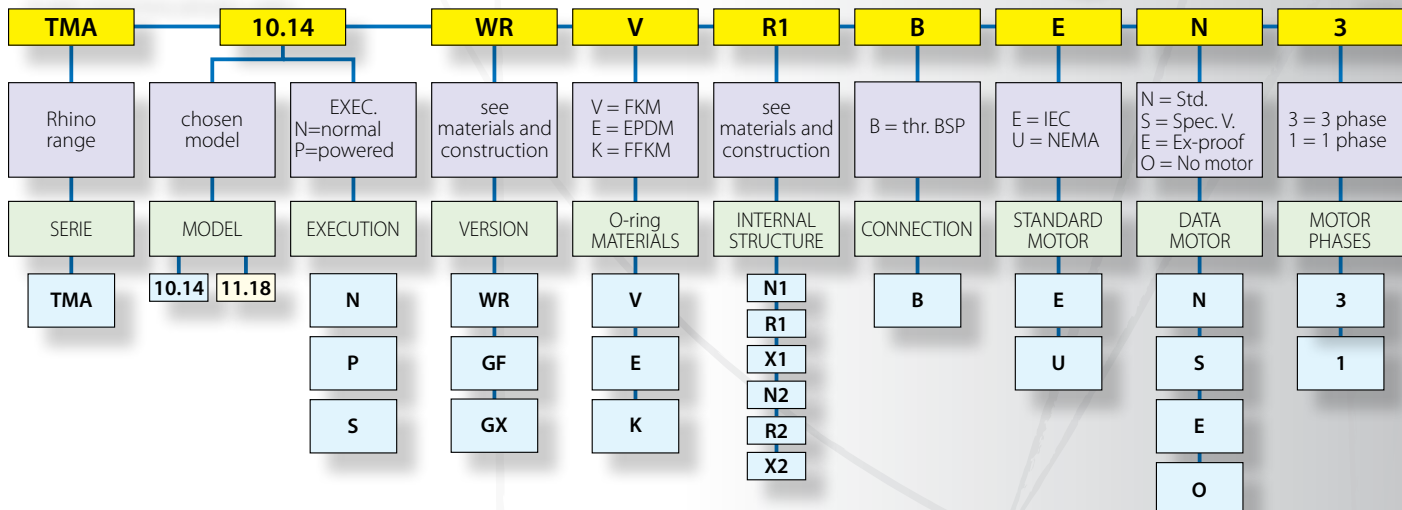 TMA 10.14 WR V R1 B E N 3
Rhino
range
chosen
model
EXEC.
N=normal
P=powered
see
materials and
construction
V = FKM
E = EPDM
K = FFKM
see
materials and
construction
B = thr. BSP
E = IEC
U = NEMA
N = Std.
S = Spec. V.
E = Ex-proof
O = No motor
3 = 3 phase
1 = 1 phase
SERIE
MODEL
EXECUTION
VERSION
O-ring
MATERIALS
INTERNAL
STRUCTURE
CONNECTION
STANDARD
MOTOR
DATA
MOTOR
MOTOR
PHASES
TMA
10.14 11.18
N
P
S
WR
GF
GX
V
E
K
N1
R1
X1
N2
R2
X2
B
E
U
N
S
E
O
3
1